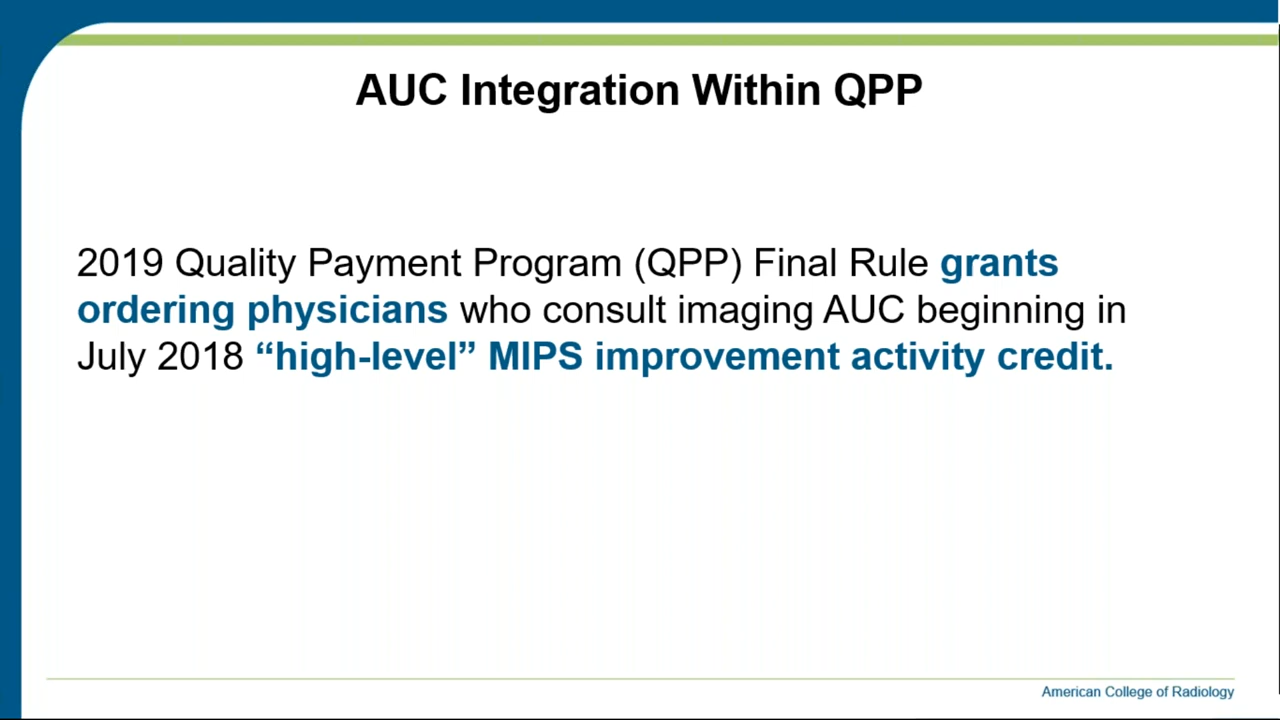 AUC Integration Within QPP
2019 Quality Payment Program (QPP) Final Rule grants
ordering physicians who consult imaging AUC beginning in
July 2018 “high-level” MIPS improvement activity credit.
American College of Radiology